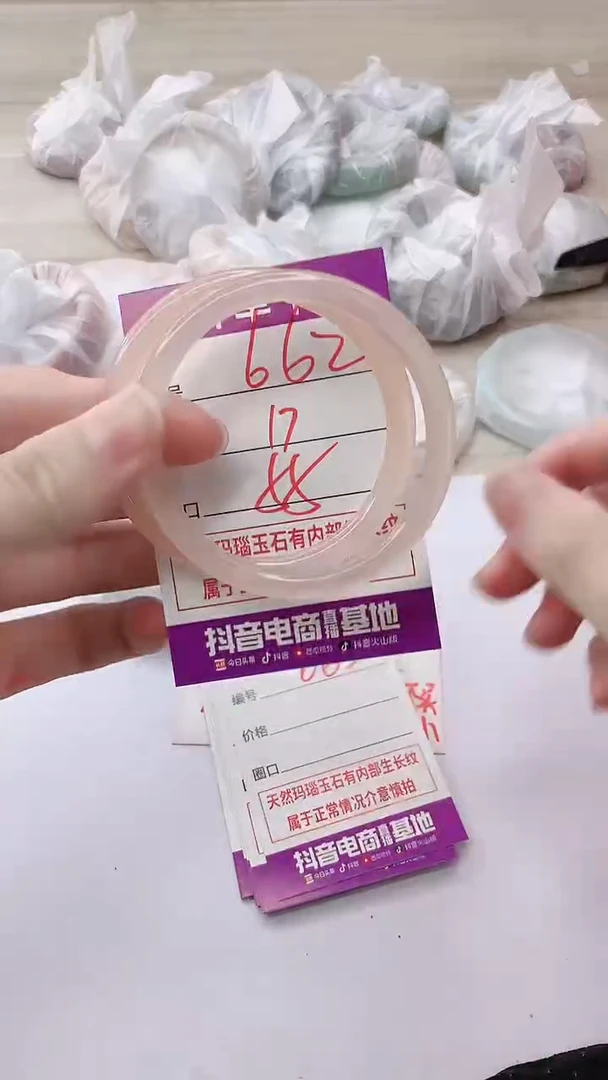 662
17
口
玛瑙玉石有内部
属于
抖音电商直播基地
今日头条 抖音 西瓜视频 抖音火山版
编号
价格
圈口
天然玛瑙玉石有内部生长纹
属于正常情况介意慎拍
抖音电商直播基地
今日头条 抖音 西瓜视频 抖音火山版